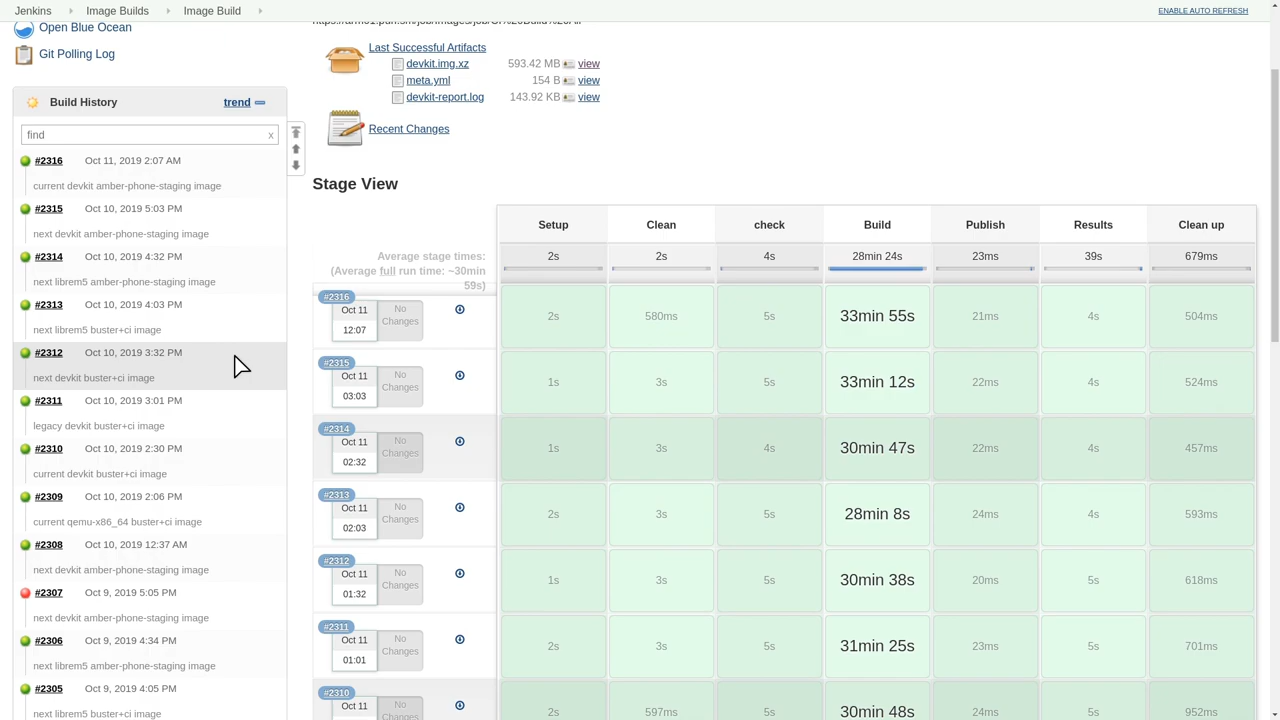 Jenkins
Image Builds
Image Build
ENABLE AUTO REFRESH
Open Blue Ocean
Git Polling Log
Build History
trend
find
x
#2316 Oct 11, 2019 2:07 AM
current devkit amber-phone-staging image
#2315 Oct 10, 2019 5:03 PM
next devkit amber-phone-staging image
#2314 Oct 10, 2019 4:32 PM
next librem5 amber-phone-staging image
#2313 Oct 10, 2019 4:03 PM
next librem5 buster+ci image
#2312 Oct 10, 2019 3:32 PM
next devkit buster+ci image
#2311 Oct 10, 2019 3:01 PM
legacy devkit buster+ci image
#2310 Oct 10, 2019 2:30 PM
current devkit buster+ci image
#2309 Oct 10, 2019 2:06 PM
current qemu-x86_64 buster+ci image
#2308 Oct 10, 2019 12:37 AM
next devkit amber-phone-staging image
#2307 Oct 9, 2019 5:05 PM
next devkit amber-phone-staging image
#2306 Oct 9, 2019 4:34 PM
next librem5 amber-phone-staging image
#2305 Oct 9, 2019 4:05 PM
next librem5 buster+ci image
Last Successful Artifacts
devkit.img.xz 593.42 MB view
meta.yml 154 B view
devkit-report.log 143.92 KB view
Recent Changes
Stage View
Setup Clean check Build Publish Results Clean up
Average stage times:
(Average full run time: ~30min
59s)
2s 2s 4s 28min 24s 23ms 39s 679ms
#2316
Oct 11
12:07
No
Changes
2s 580ms 5s 33min 55s 21ms 4s 504ms
#2315
Oct 11
03:03
No
Changes
1s 3s 5s 33min 12s 22ms 4s 524ms
#2314
Oct 11
02:32
No
Changes
1s 3s 4s 30min 47s 22ms 4s 457ms
#2313
Oct 11
02:03
No
Changes
2s 3s 5s 28min 8s 24ms 4s 593ms
#2312
Oct 11
01:32
No
Changes
1s 3s 5s 30min 38s 20ms 5s 618ms
#2311
Oct 11
01:01
No
Changes
2s 3s 5s 31min 25s 23ms 5s 701ms
#2310
Oct 11
No
Changes
2s 597ms 5s 30min 48s 24ms 5s 952ms